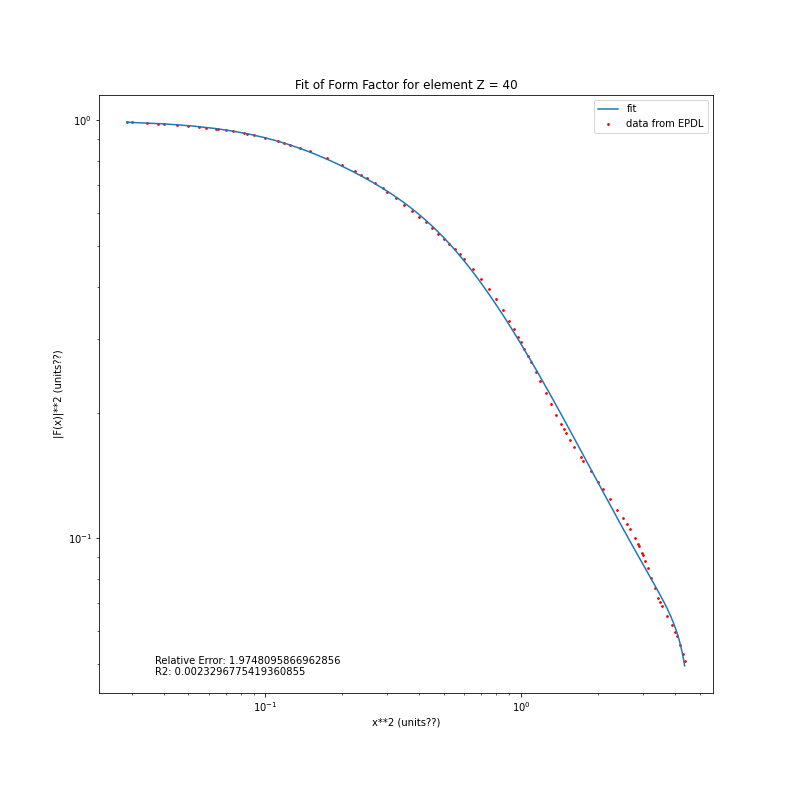 Fit of Form Factor for element Z = 40
fit
data from EPDL
|F(x)|**2 (units??)
10⁰
10⁻¹
Relative Error: 1.9748095866962856
R2: 0.0023296775419360855
10⁻¹
10⁰
x**2 (units??)